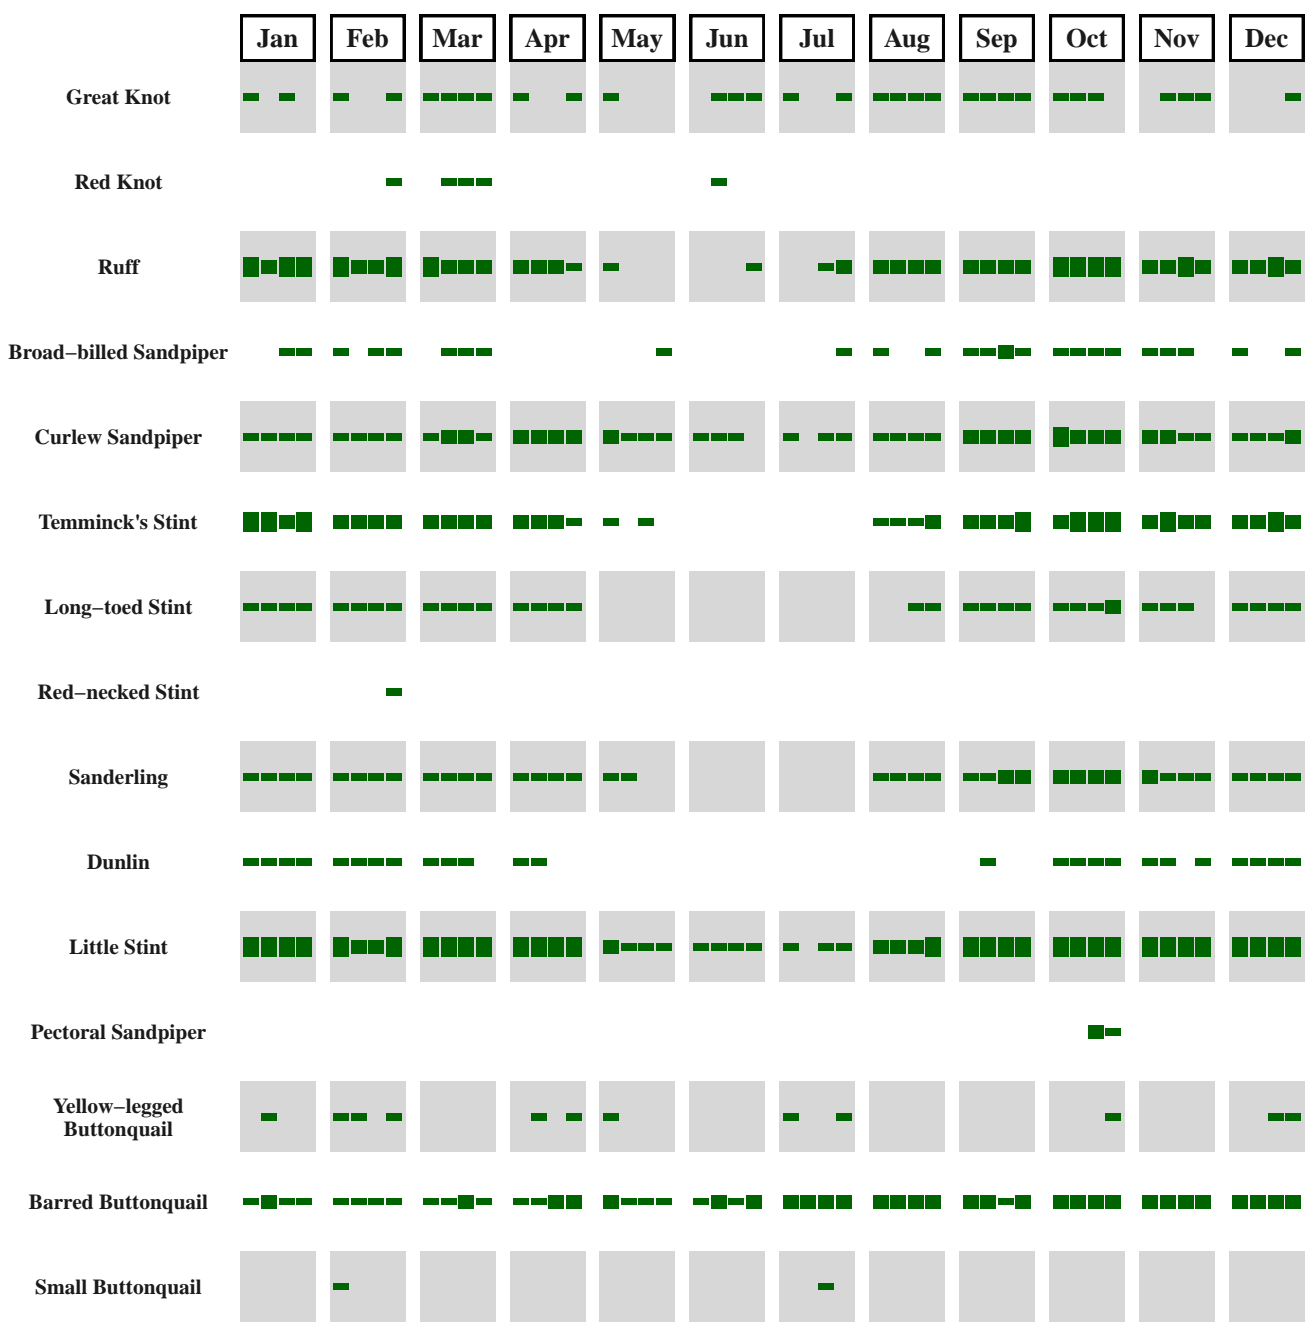 Jan Feb Mar Apr May Jun Jul Aug Sep Oct Nov Dec
Great Knot
Red Knot
Ruff
Broad−billed Sandpiper
Curlew Sandpiper
Temminck's Stint
Long−toed Stint
Red−necked Stint
Sanderling
Dunlin
Little Stint
Pectoral Sandpiper
Yellow−legged
Buttonquail
Barred Buttonquail
Small Buttonquail